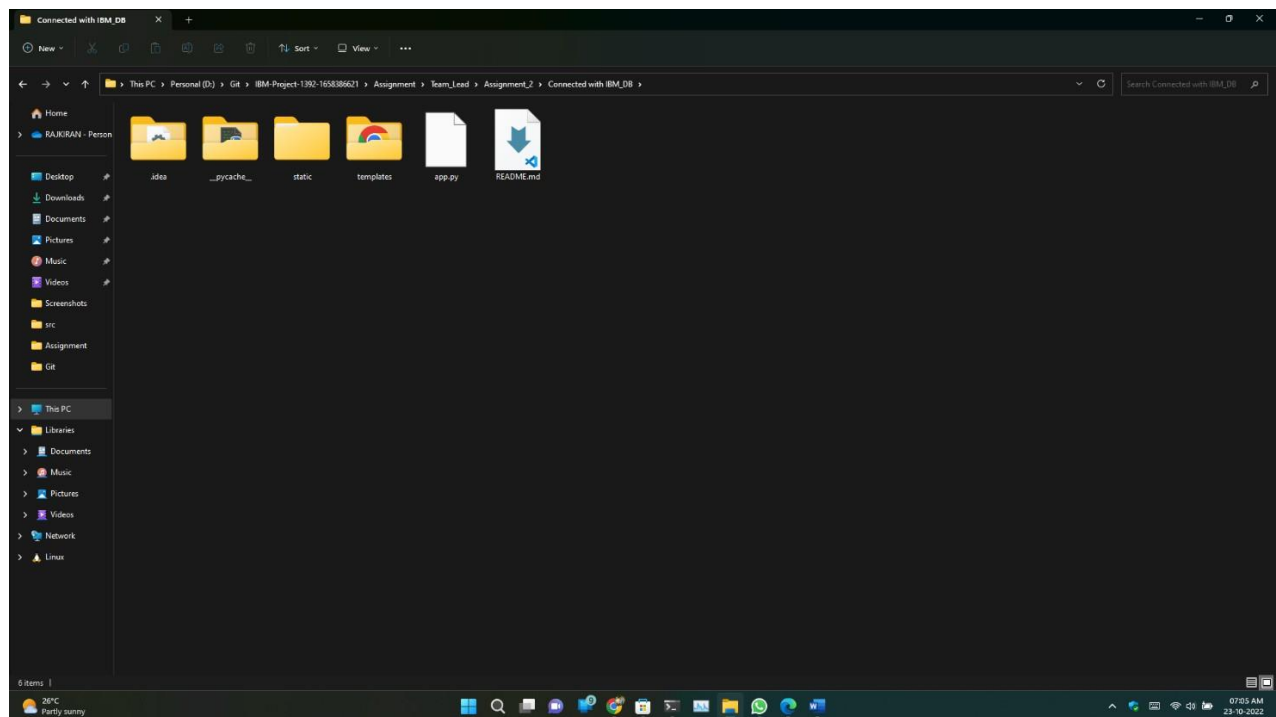 Connected with IBM_DB
New
Sort
View
This PC > Personal (D:) > Git > IBM-Project-1392-1658386621 > Assignment > Team_Lead > Assignment_2 > Connected with IBM_DB >
Search Connected with IBM_DB
Home
RAJKIRAN - Person
Desktop
Downloads
Documents
Pictures
Music
Videos
Screenshots
src
Assignment
Git
This PC
Libraries
Documents
Music
Pictures
Videos
Network
Linux
.idea
__pycache__
static
templates
app.py
README.md
6 items
26°C
Partly sunny
07:05 AM
23-10-2022